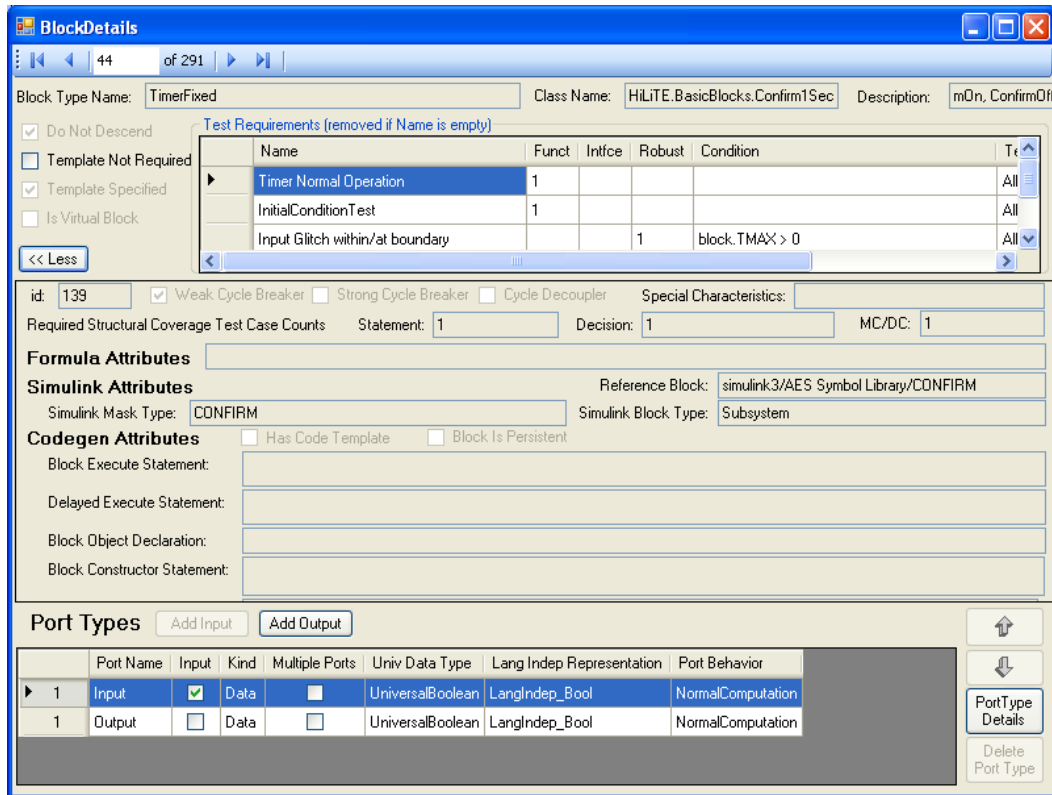 BlockDetails
44 of 291
Block Type Name: TimerFixed Class Name: HiLiTE.BasicBlocks.Confirm1Sec Description: mOn, ConfirmOf
Do Not Descend
Template Not Required
Template Specified
Is Virtual Block
<< Less
Test Requirements (removed if Name is empty)
Name Funct Intfce Robust Condition Te
Timer Normal Operation 1 All
InitialConditionTest 1 All
Input Glitch within/at boundary 1 block.TMAX > 0 All
id: 139 Weak Cycle Breaker Strong Cycle Breaker Cycle Decoupler Special Characteristics:
Required Structural Coverage Test Case Counts Statement: 1 Decision: 1 MC/DC: 1
Formula Attributes
Simulink Attributes Reference Block: simulink3/AES Symbol Library/CONFIRM
Simulink Mask Type: CONFIRM Simulink Block Type: Subsystem
Codegen Attributes Has Code Template Block Is Persistent
Block Execute Statement:
Delayed Execute Statement:
Block Object Declaration:
Block Constructor Statement:
Port Types Add Input Add Output
Port Name Input Kind Multiple Ports Univ Data Type Lang Indep Representation Port Behavior
1 Input Data UniversalBoolean LangIndep_Bool NormalComputation
1 Output Data UniversalBoolean LangIndep_Bool NormalComputation
PortType
Details
Delete
Port Type